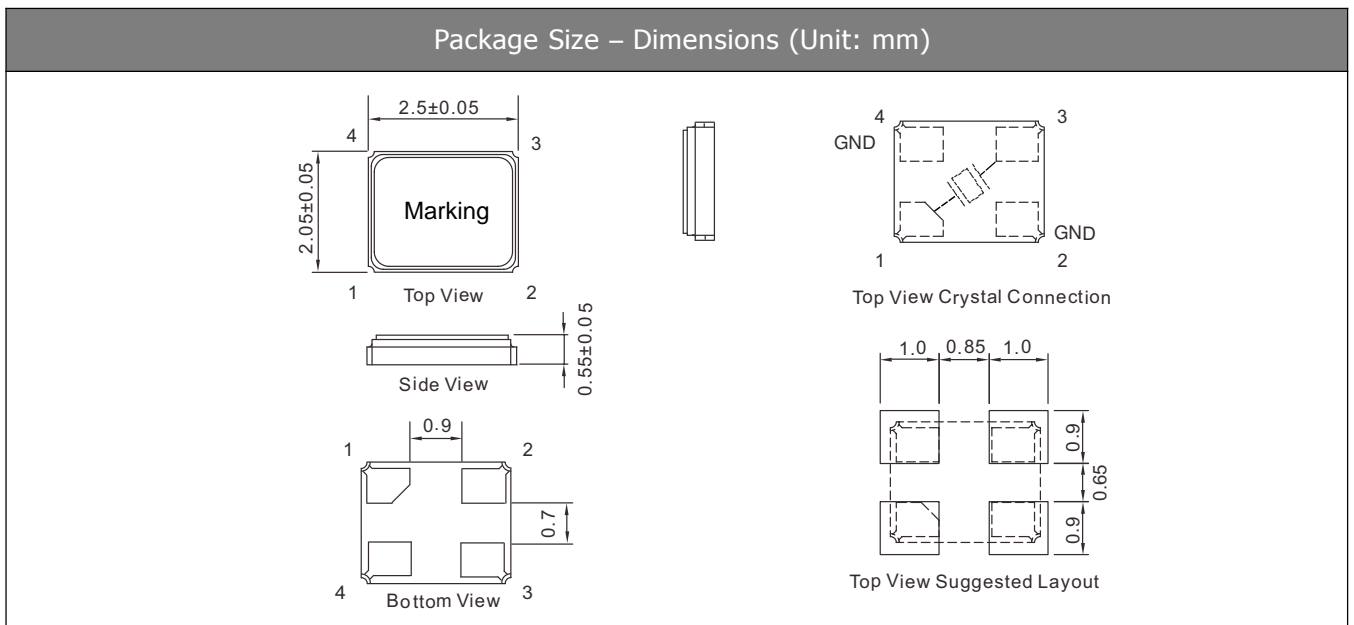 Package Size – Dimensions (Unit: mm)
2.5±0.05
4
3
2.05±0.05
Marking
1
Top View
2
0.55±0.05
Side View
0.9
1
2
0.7
4
Bottom View
3
4
3
GND
GND
1
2
Top View Crystal Connection
1.0 0.85 1.0
0.9
0.65
0.9
Top View Suggested Layout